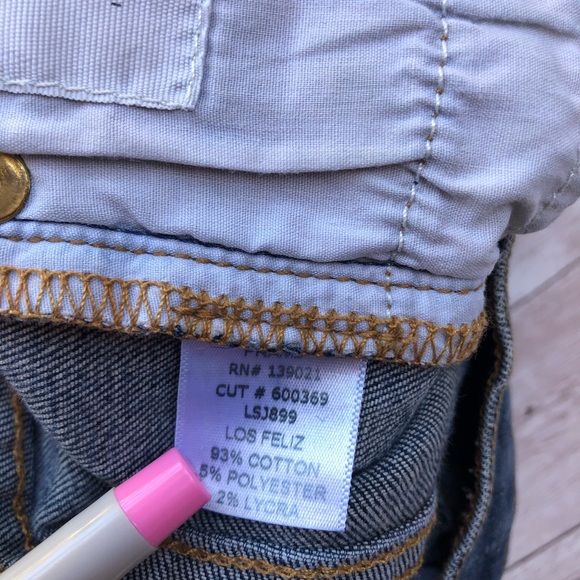 RN# 139021
CUT # 600369
LSJ899
LOS FELIZ
93% COTTON
5% POLYESTER
2% LYCRA